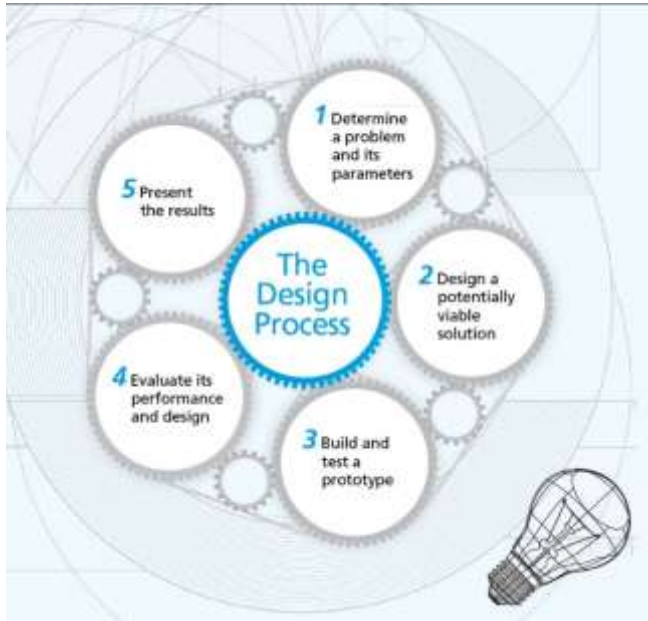 The
Design
Process
1 Determine
a problem
and its
parameters
2 Design a
potentially
viable
solution
3 Build and
test a
prototype
4 Evaluate its
performance
and design
5 Present
the results